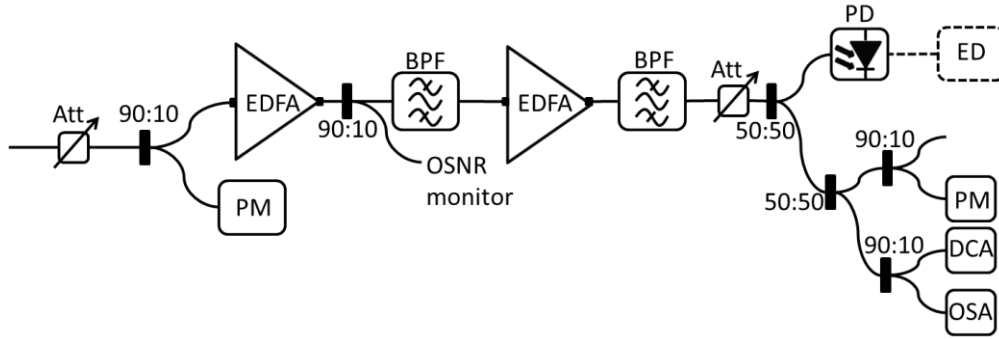 Att
90:10
PM
EDFA
90:10
OSNR
monitor
BPF
EDFA
BPF
Att
50:50
PD
ED
50:50
90:10
PM
90:10
DCA
OSA